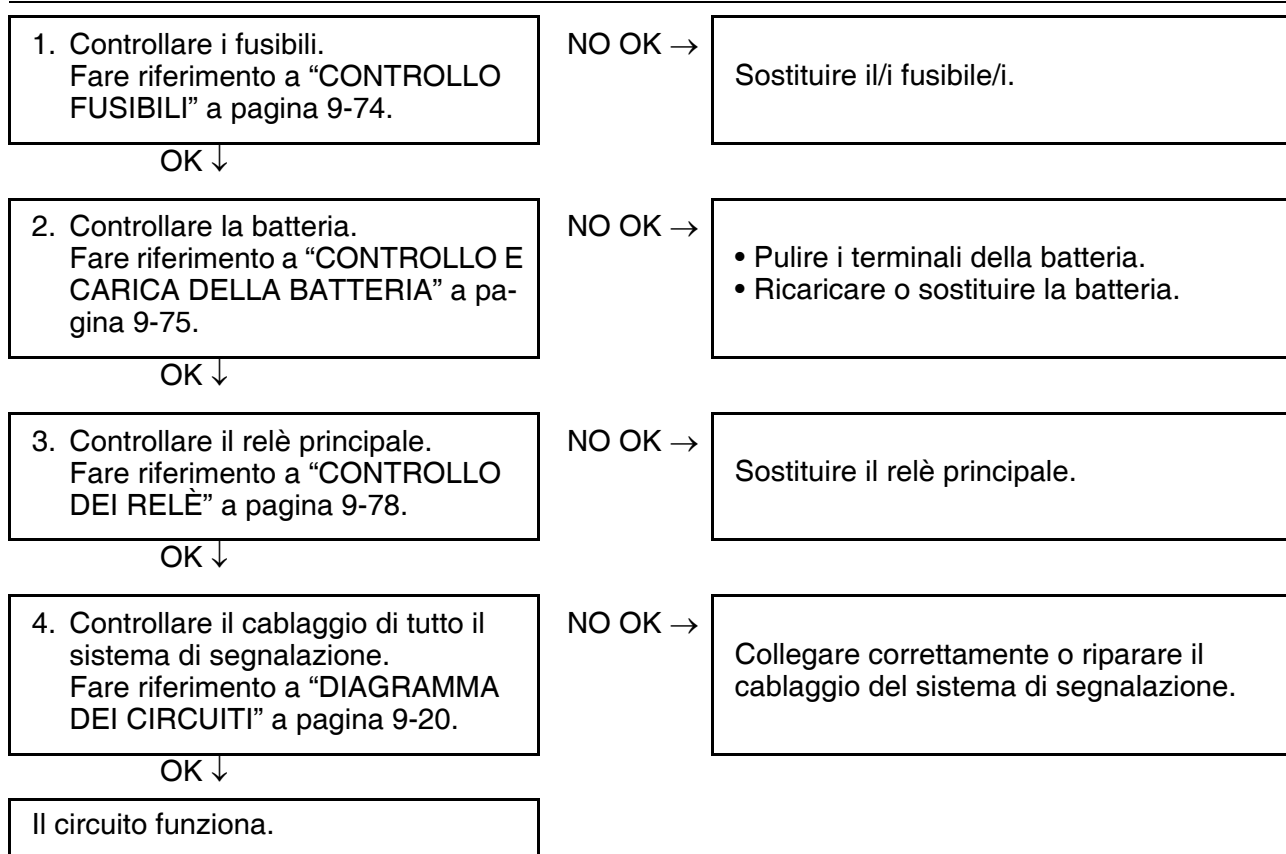 1. Controllare i fusibili.
Fare riferimento a “CONTROLLO
FUSIBILI” a pagina 9-74.
NO OK →
Sostituire il/i fusibile/i.
OK ↓
2. Controllare la batteria.
Fare riferimento a “CONTROLLO E
CARICA DELLA BATTERIA” a pa-
gina 9-75.
NO OK →
• Pulire i terminali della batteria.
• Ricaricare o sostituire la batteria.
OK ↓
3. Controllare il relè principale.
Fare riferimento a “CONTROLLO
DEI RELÈ” a pagina 9-78.
NO OK →
Sostituire il relè principale.
OK ↓
4. Controllare il cablaggio di tutto il
sistema di segnalazione.
Fare riferimento a “DIAGRAMMA
DEI CIRCUITI” a pagina 9-20.
NO OK →
Collegare correttamente o riparare il
cablaggio del sistema di segnalazione.
OK ↓
Il circuito funziona.